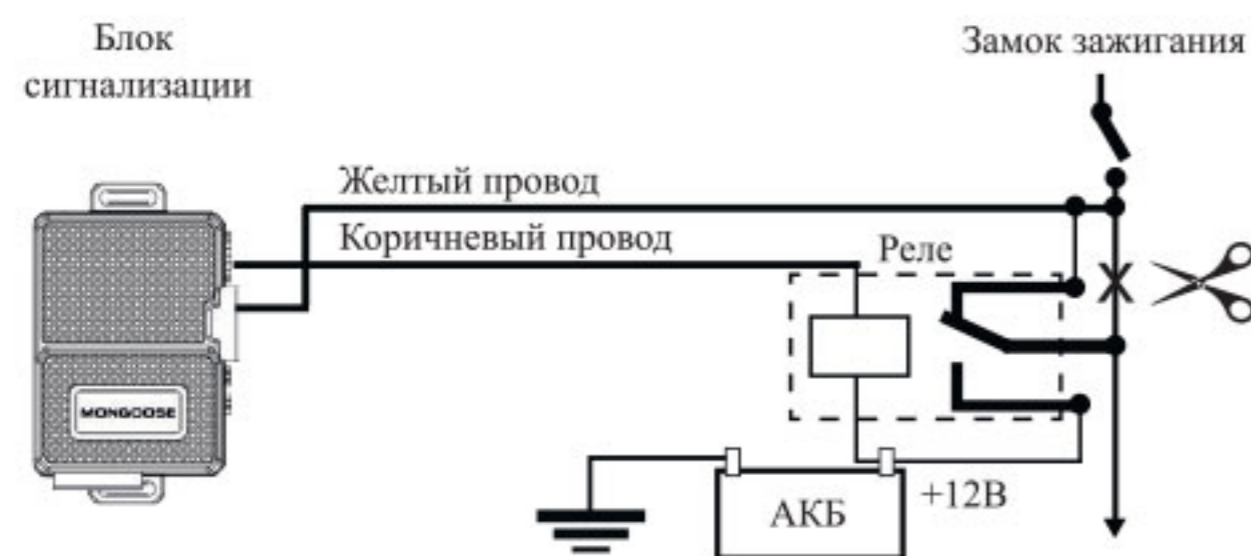 Блок
сигнализации
Замок зажигания
Желтый провод
Коричневый провод
Реле
MONGOOSE
АКБ
+12В